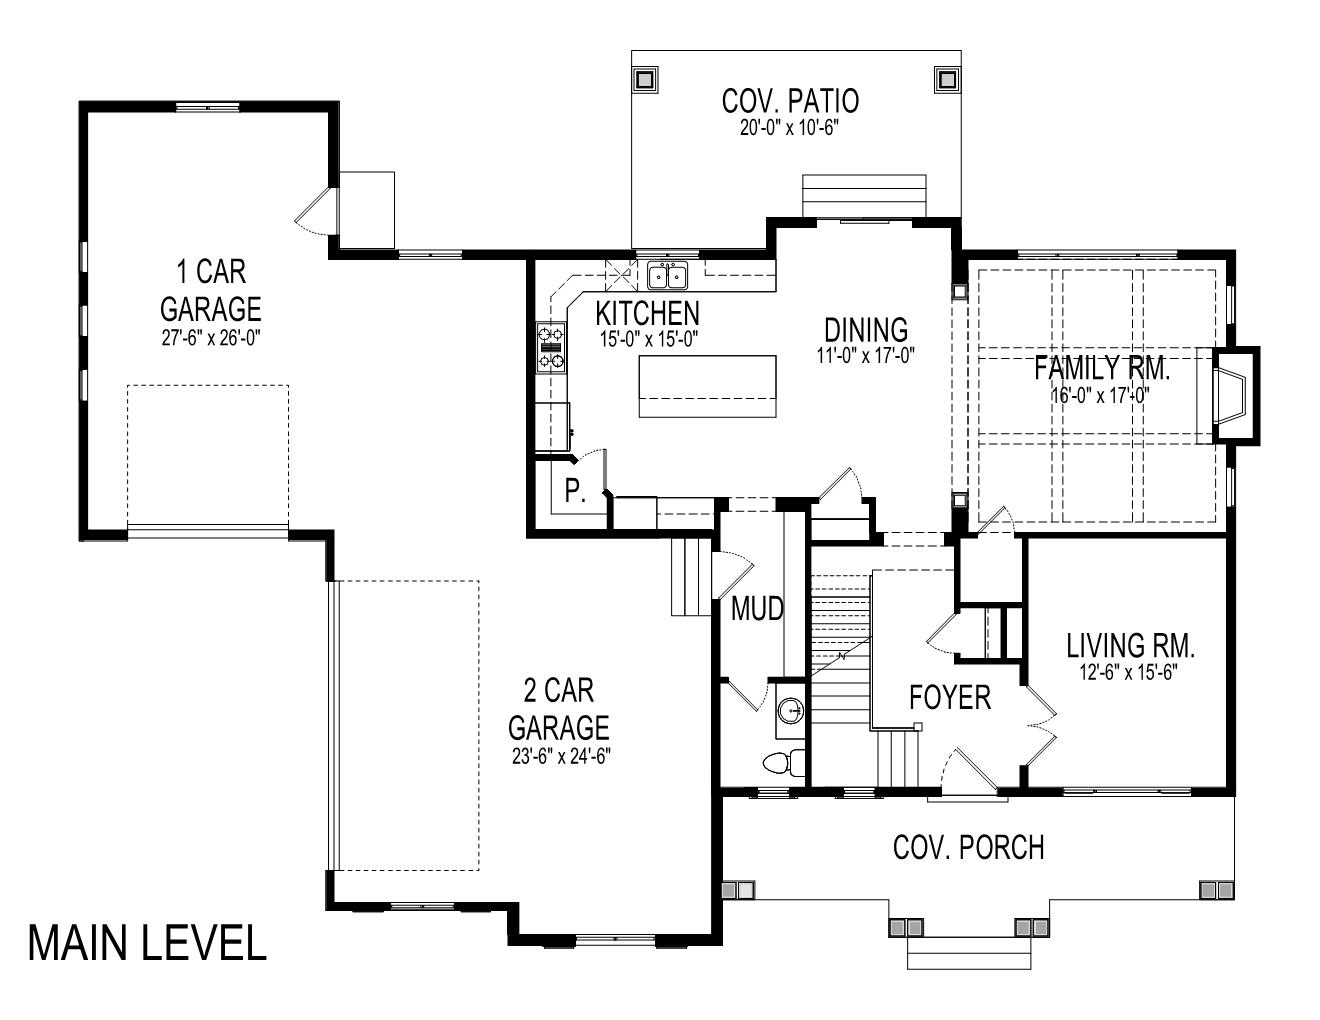 COV. PATIO
20'-0" x 10'-6"
1 CAR
GARAGE
27'-6" x 26'-0"
KITCHEN
15'-0" x 15'-0"
DINING
11'-0" x 17'-0"
FAMILY RM.
16'-0" x 17'-0"
P.
MUD
LIVING RM.
12'-6" x 15'-6"
FOYER
2 CAR
GARAGE
23'-6" x 24'-6"
COV. PORCH
MAIN LEVEL